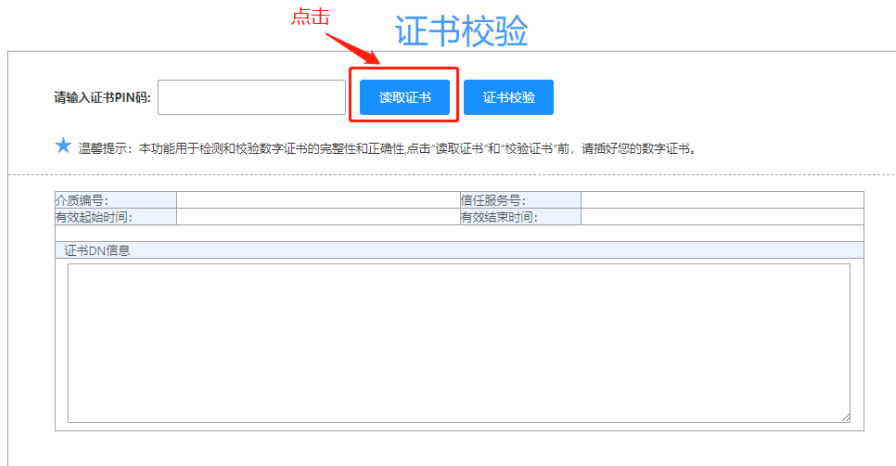 点击
证书校验
请输入证书PIN码: 读取证书 证书校验
温馨提示：本功能用于检测和校验数字证书的完整性和正确性,点击“读取证书”和“校验证书”前，请插好您的数字证书。
介质编号: 信任服务号:
有效起始时间: 有效结束时间:
证书DN信息